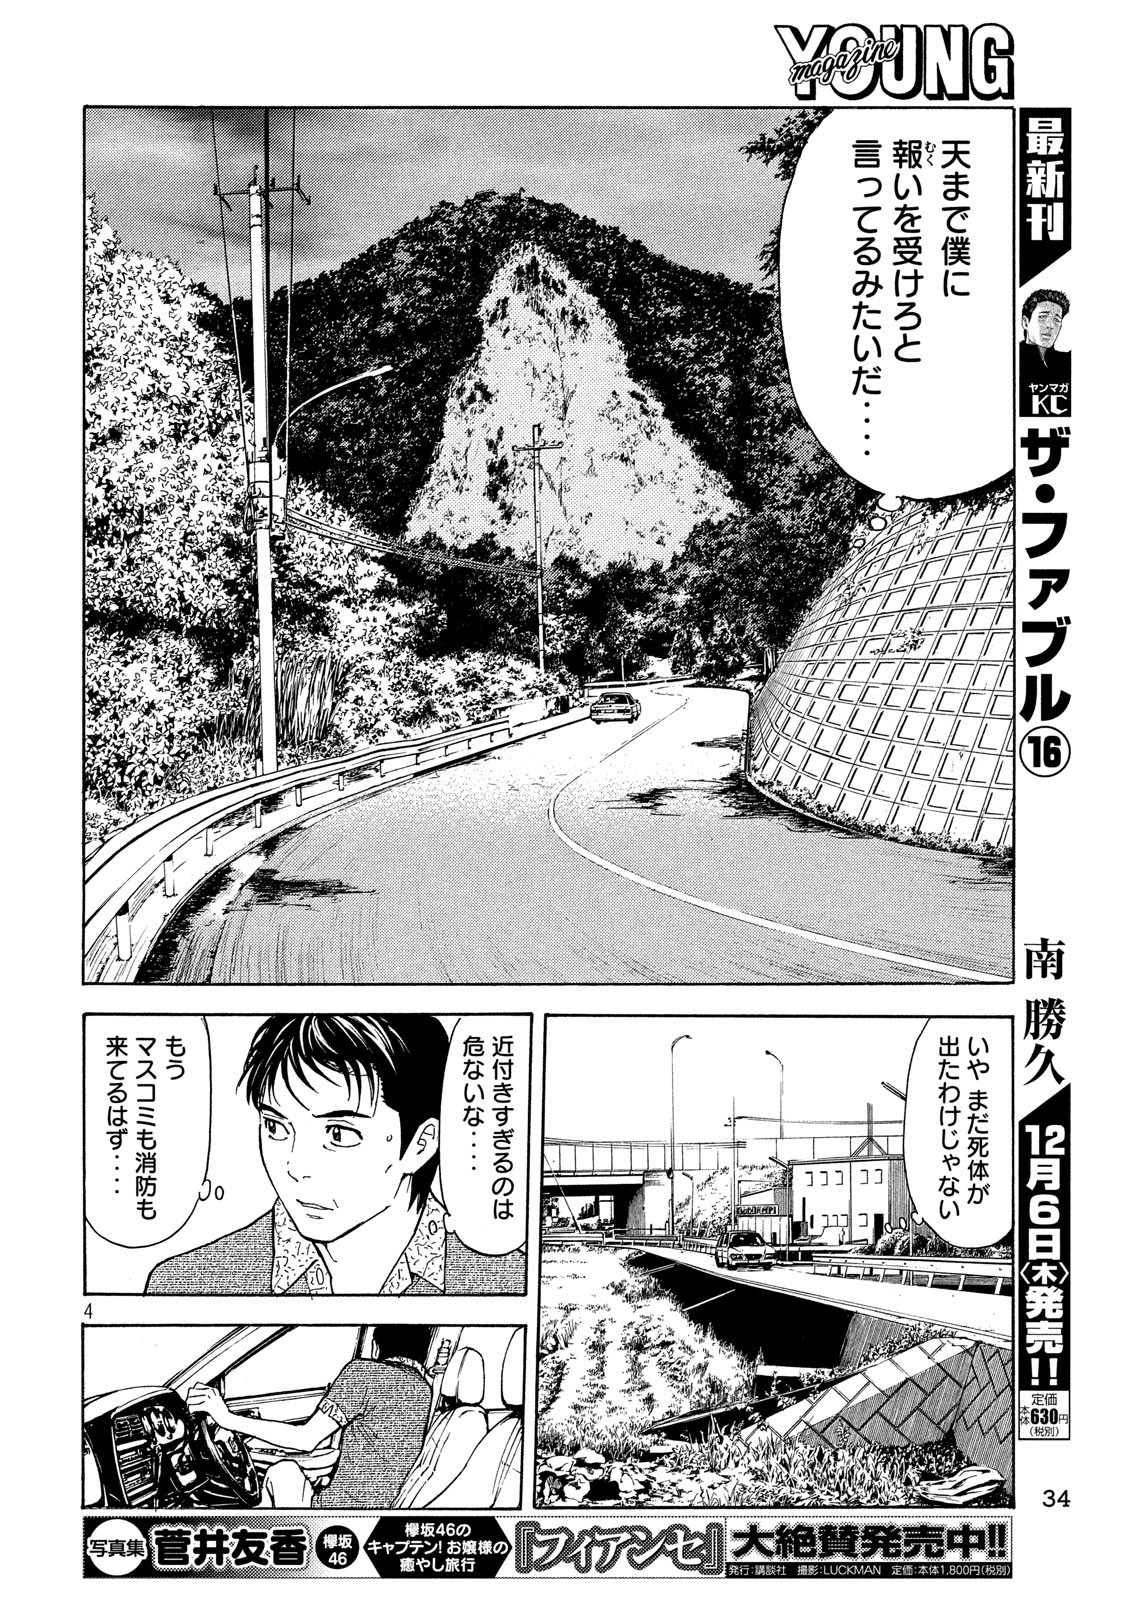 YOUNG
magazine
天まで僕に
報いを受けろと
むく
言ってるみたいだ‥‥
いや まだ死体が
出たわけじゃない
近付きすぎるのは
危ないな‥‥
もう
マスコミも消防も
来てるはず‥‥
4
最新刊
ヤンマガ
KC
ザ・ファブル⑯
南 勝久
12月6日〈木〉発売!!
定価
本体630円
(税別)
34
写真集
菅井友香
欅坂
46
欅坂46の
キャプテン!お嬢様の
癒やし旅行
『フィアンセ』
大絶賛発売中!!
発行:講談社 撮影:LUCKMAN 定価:本体1,800円(税別)